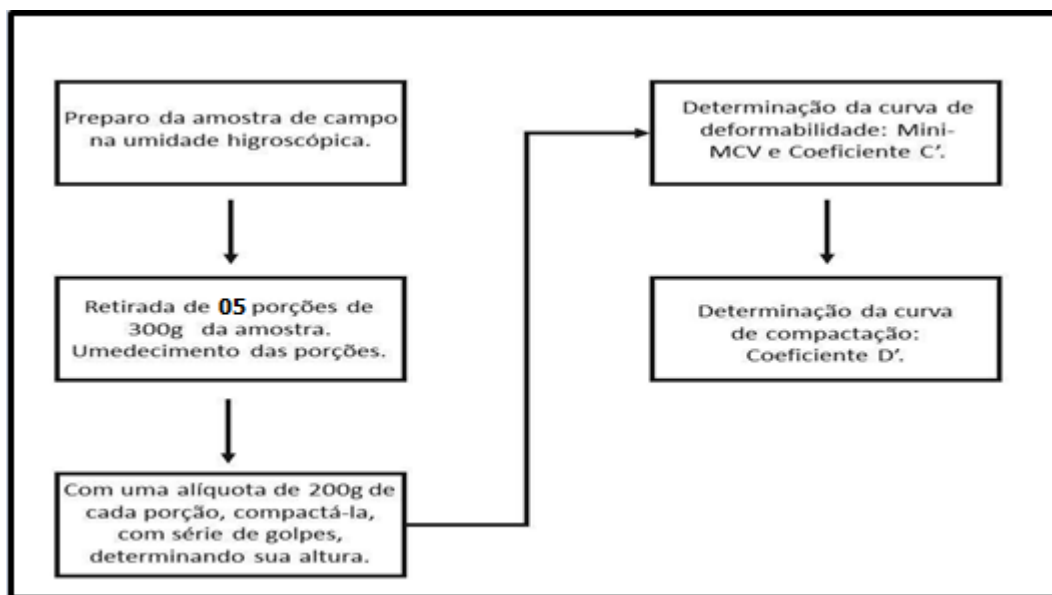 Preparo da amostra de campo
na umidade higroscópica.
Retirada de 05 porções de
300g da amostra.
Umedecimento das porções.
Com uma alíquota de 200g de
cada porção, compactá-la,
com série de golpes,
determinando sua altura.
Determinação da curva de
deformabilidade: Mini-
MCV e Coeficiente C’.
Determinação da curva
de compactação:
Coeficiente D’.